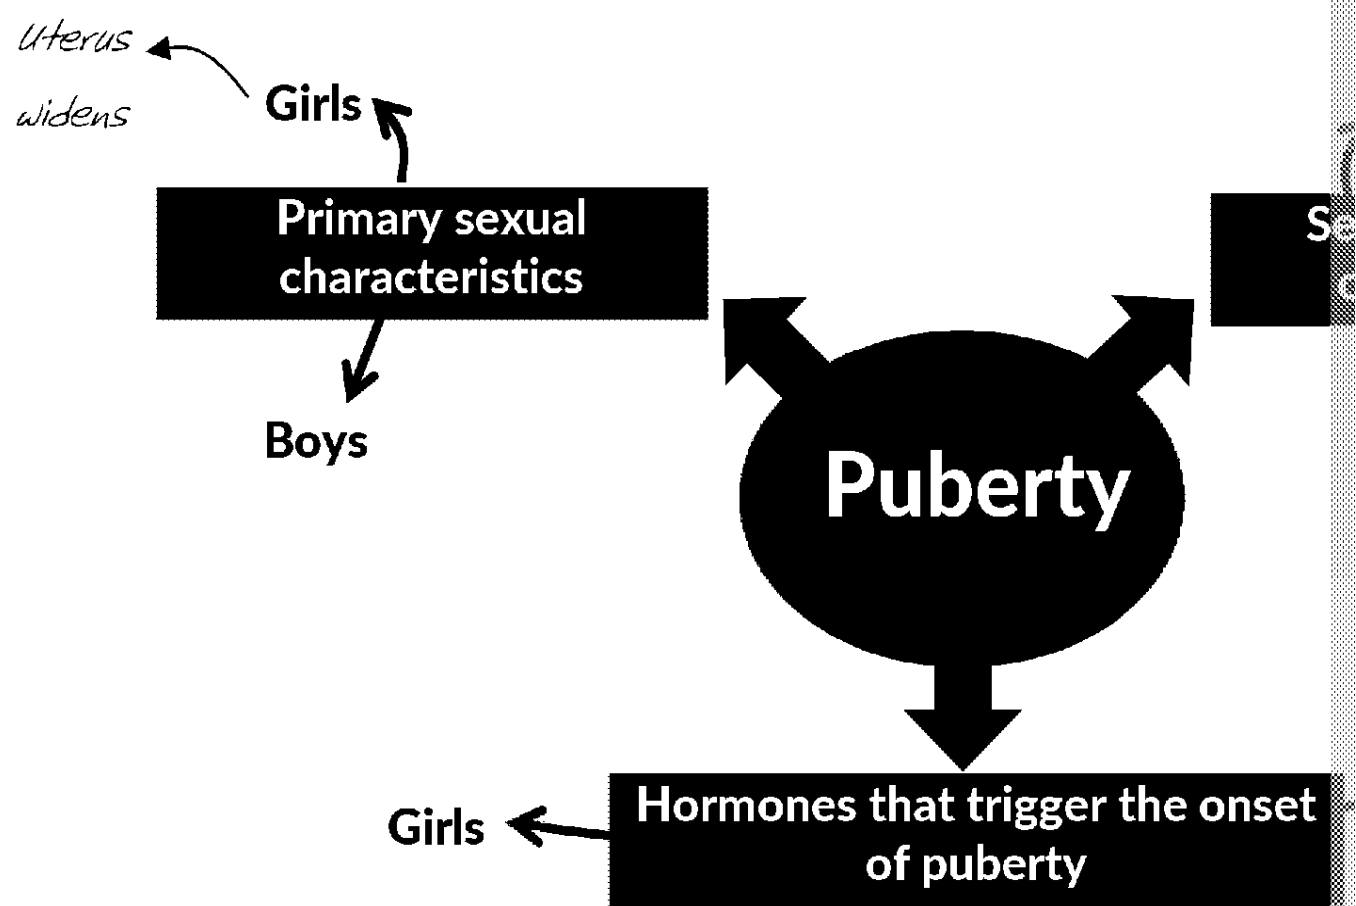 Uterus
widens
Girls
Primary sexual
characteristics
Boys
Puberty
Girls
Hormones that trigger the onset
of puberty